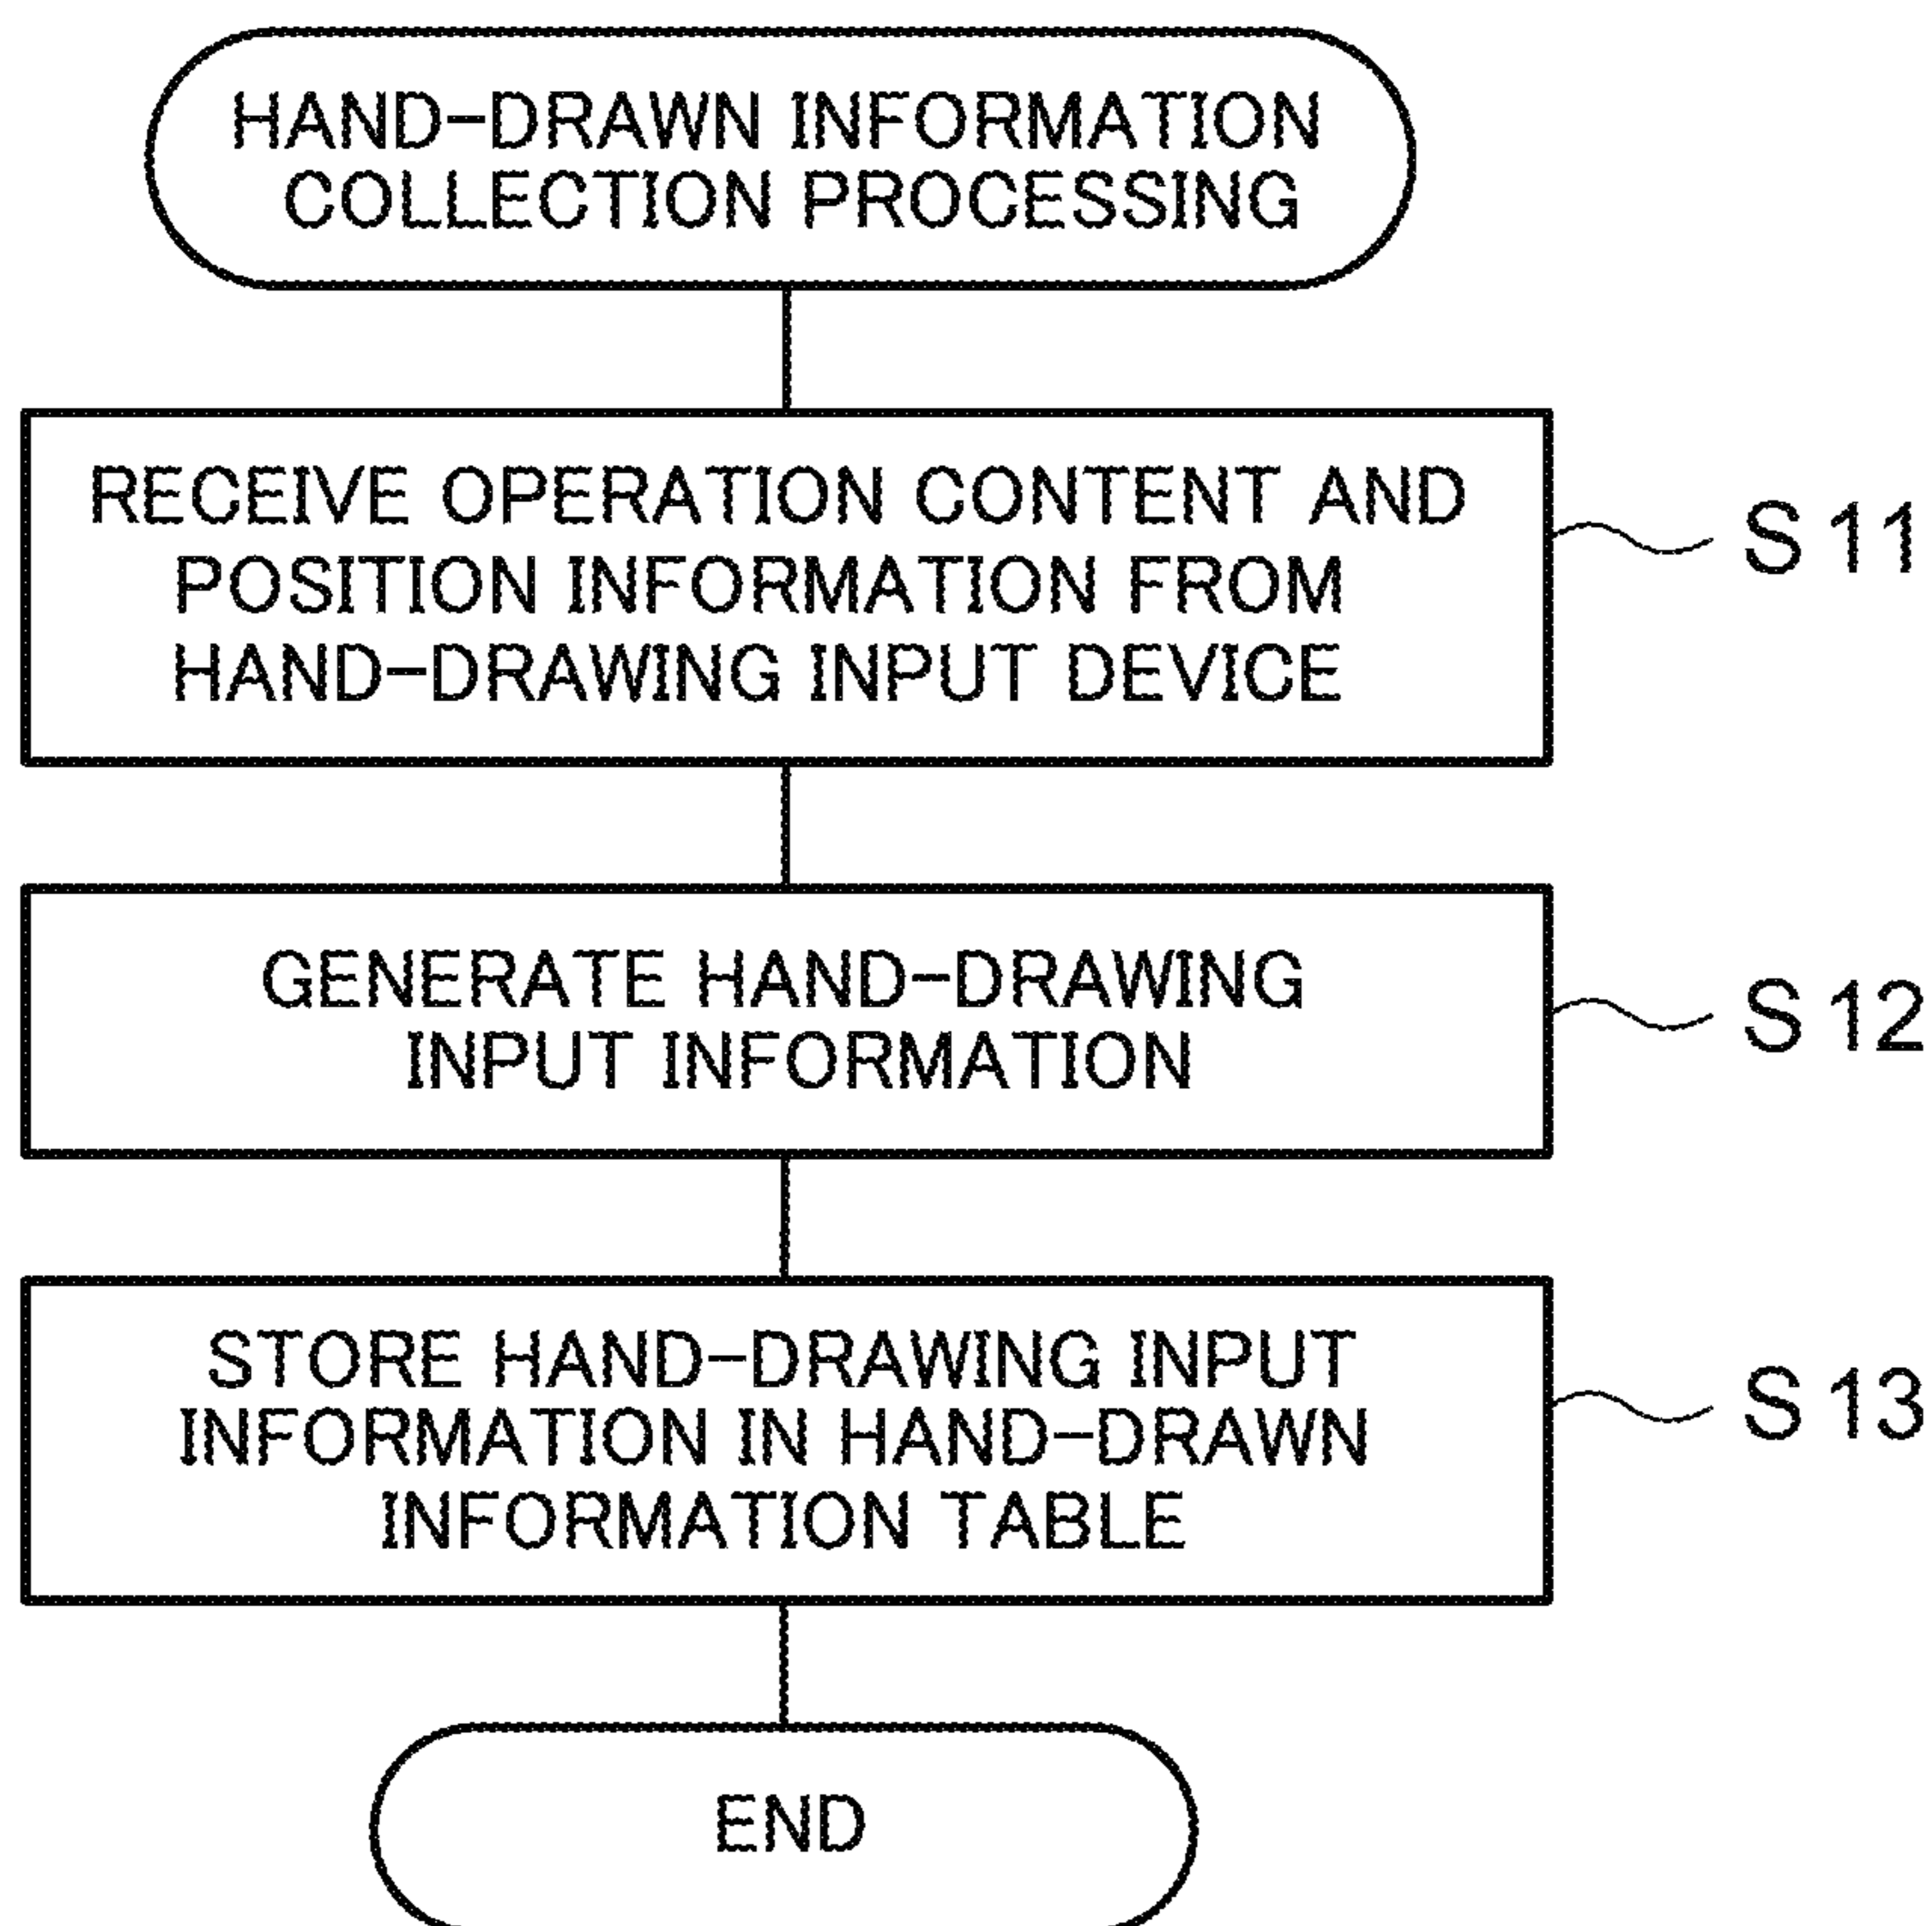 HAND-DRAWN INFORMATION
COLLECTION PROCESSING
RECEIVE OPERATION CONTENT AND
POSITION INFORMATION FROM
HAND-DRAWING INPUT DEVICE
S11
GENERATE HAND-DRAWING
INPUT INFORMATION
S12
STORE HAND-DRAWING INPUT
INFORMATION IN HAND-DRAWN
INFORMATION TABLE
S13
END